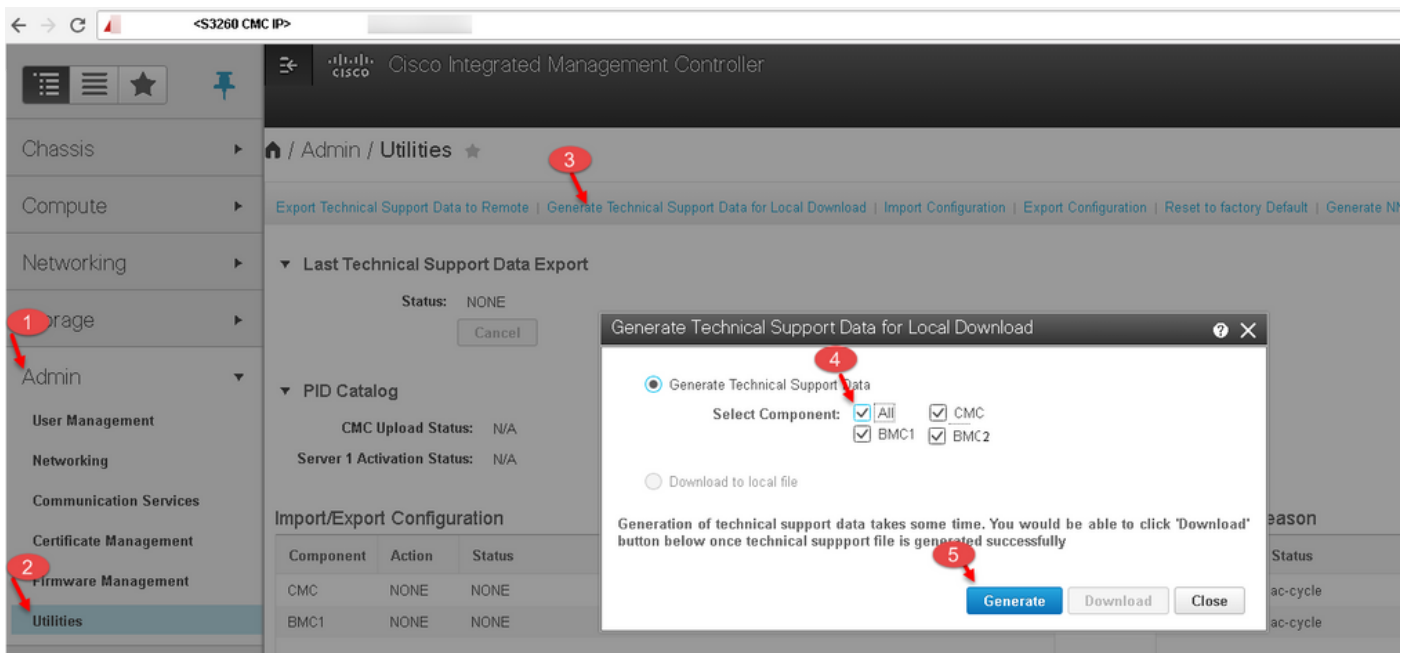 <S3260 CMC IP>
cisco Cisco Integrated Management Controller
Chassis
Compute
Networking
Storage
Admin
User Management
Networking
Communication Services
Certificate Management
Firmware Management
Utilities
1
2
/ Admin / Utilities
3
Export Technical Support Data to Remote | Generate Technical Support Data for Local Download | Import Configuration | Export Configuration | Reset to factory Default | Generate
Last Technical Support Data Export
Status: NONE
Cancel
PID Catalog
CMC Upload Status: N/A
Server 1 Activation Status: N/A
Import/Export Configuration
Component Action Status
CMC NONE NONE
BMC1 NONE NONE
Generate Technical Support Data for Local Download ?
4
Generate Technical Support Data
Select Component: All CMC
BMC1 BMC2
Download to local file
Generation of technical support data takes some time. You would be able to click 'Download'
button below once technical suppport file is generated successfully
5
Generate Download Close
eason
Status
ac-cycle
ac-cycle